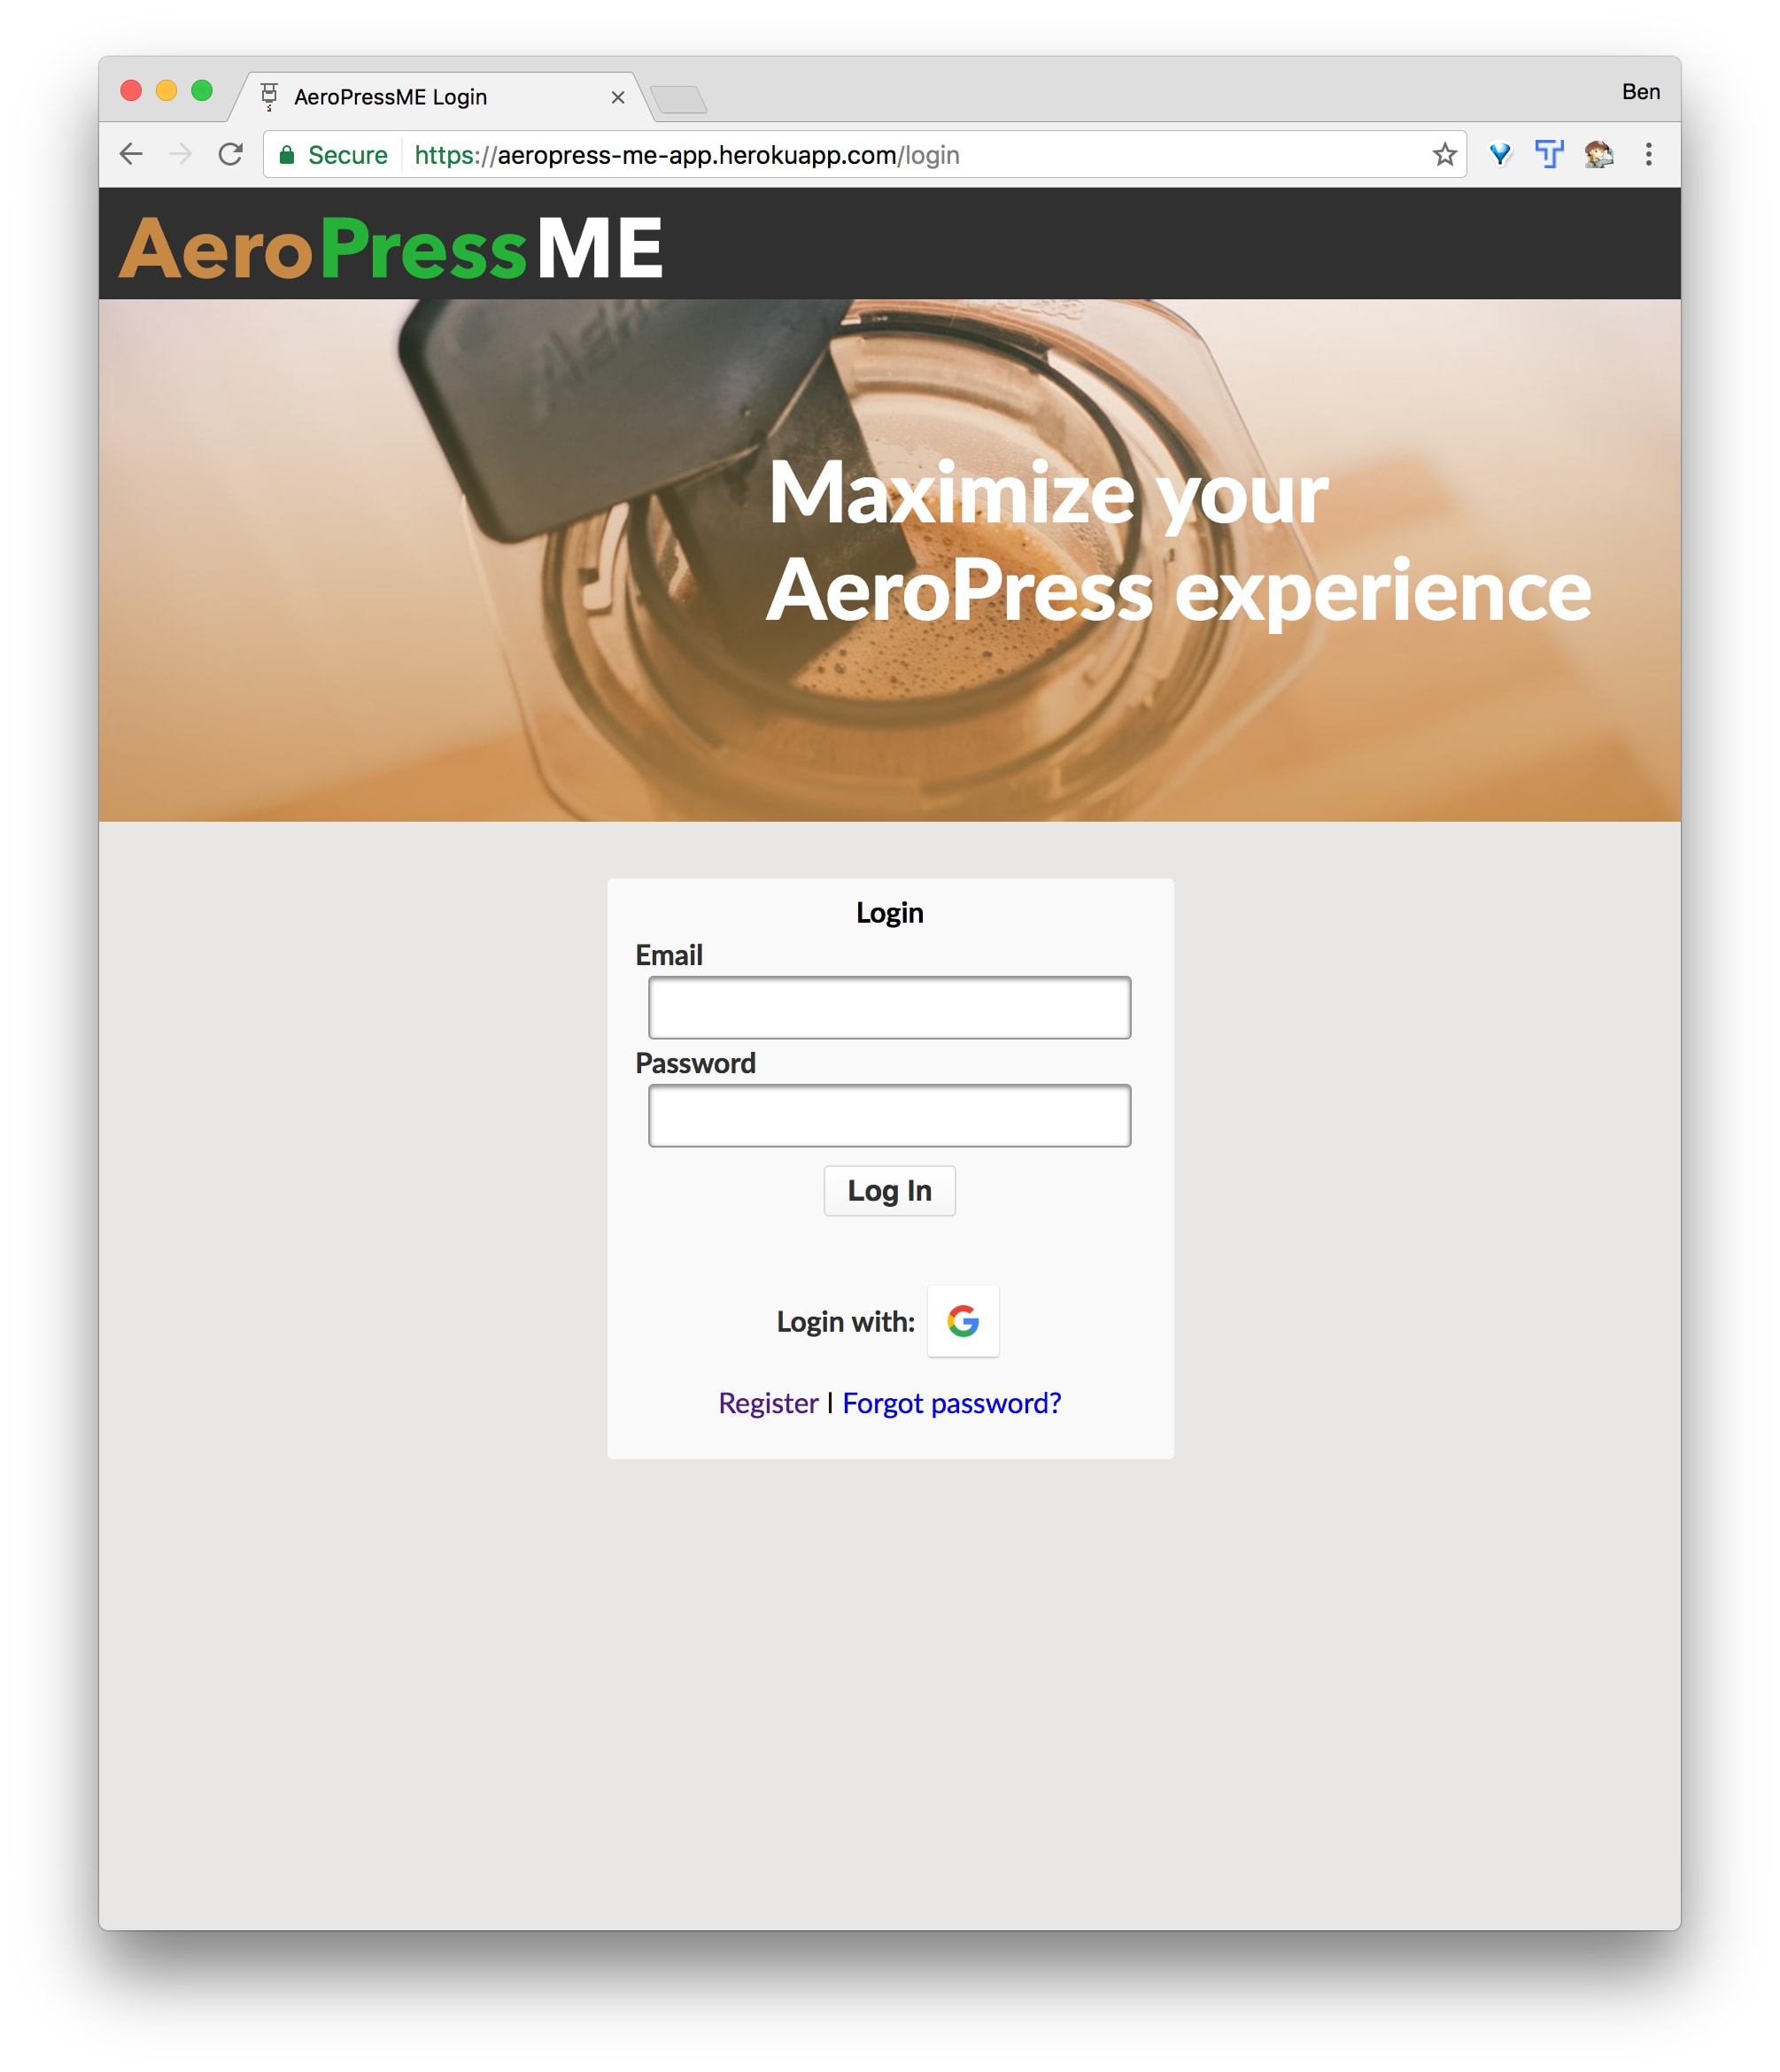 AeroPressME Login
Ben
Secure https://aeropress-me-app.herokuapp.com/login
AeroPressME
Maximize your
AeroPress experience
Login
Email
Password
Log In
Login with:
Register | Forgot password?